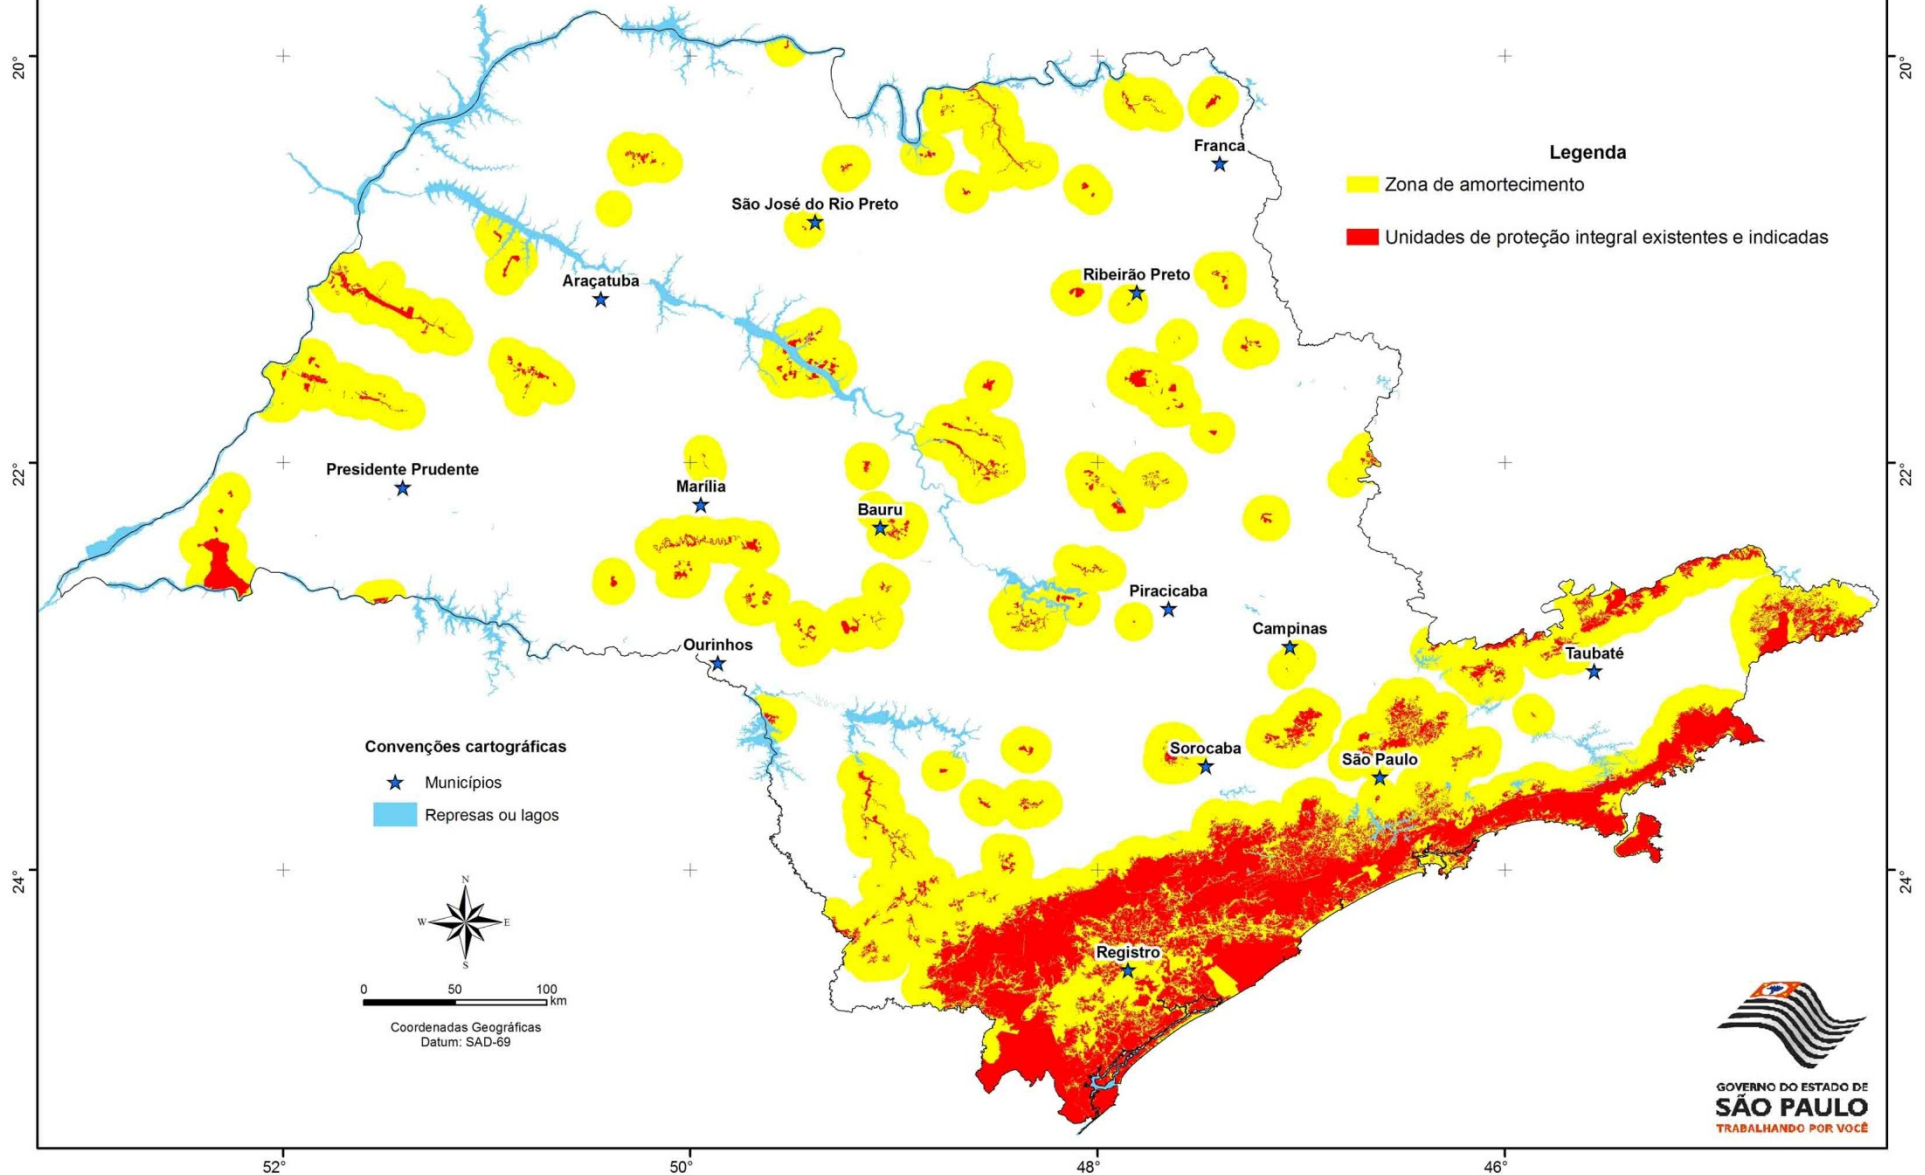 20°
20°
Franca
Legenda
Zona de amortecimento
São José do Rio Preto
Unidades de proteção integral existentes e indicadas
Araçatuba
Ribeirão Preto
22°
22°
Presidente Prudente
Marília
Bauru
Piracicaba
Campinas
Ourinhos
Taubaté
Convenções cartográficas
Sorocaba
São Paulo
Municípios
Represas ou lagos
24°
24°
N
W
E
S
Registro
0 50 100
km
Coordenadas Geográficas
Datum: SAD-69
GOVERNO DO ESTADO DE
SÃO PAULO
TRABALHANDO POR VOCÊ
52° 50° 48° 46°